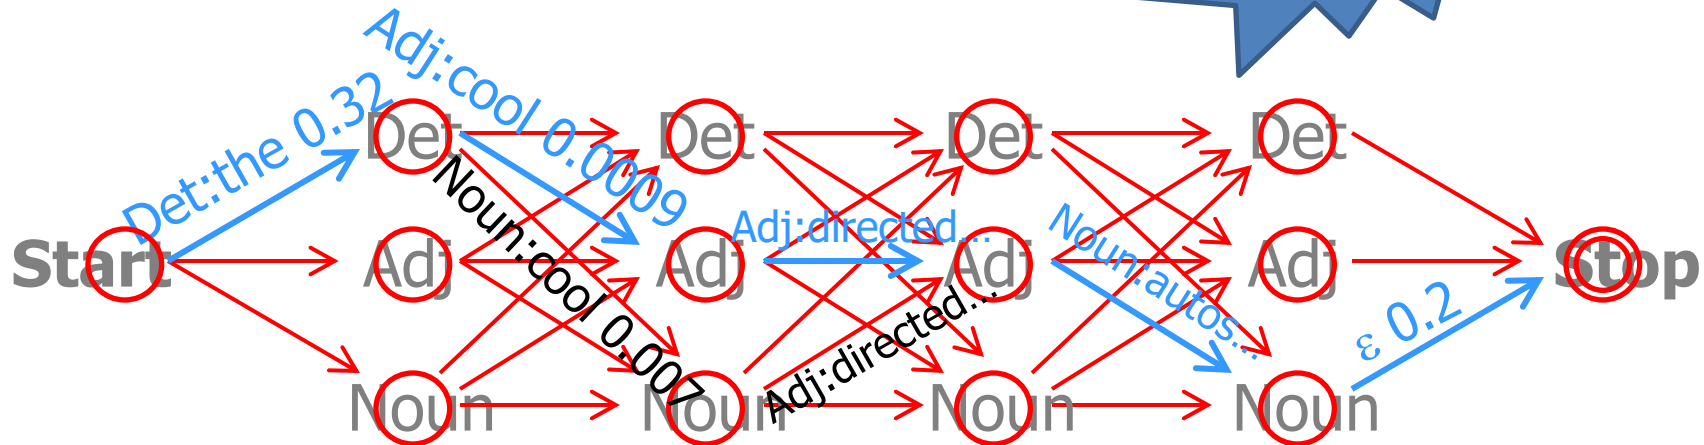 Adj:cool 0.0009
Det:the 0.32
Det Det Det Det
Noun:cool 0.007
Adj:directed...
Noun:autos...
Start Adj Adj Adj Adj Stop
Adj:directed...
ε 0.2
Noun Noun Noun Noun